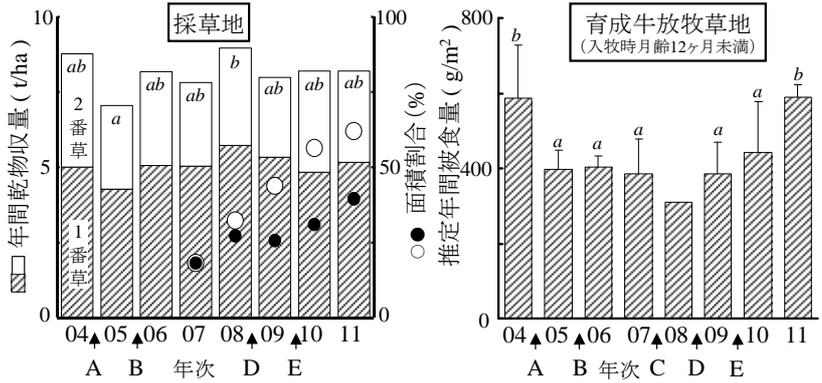 採草地
10
5
0
年間乾物収量 ( t/ha )
100
50
0
面積割合 (%)
ab
a
ab
ab
b
ab
ab
ab
2番草
1番草
04 05 06 07 08 09 10 11
A B 年次 D E
育成牛放牧草地
(入牧時月齢12ヶ月未満)
800
400
0
推定年間被食量 ( g/m² )
b
a
a
a
a
a
b
04 05 06 07 08 09 10 11
A B 年次 C D E